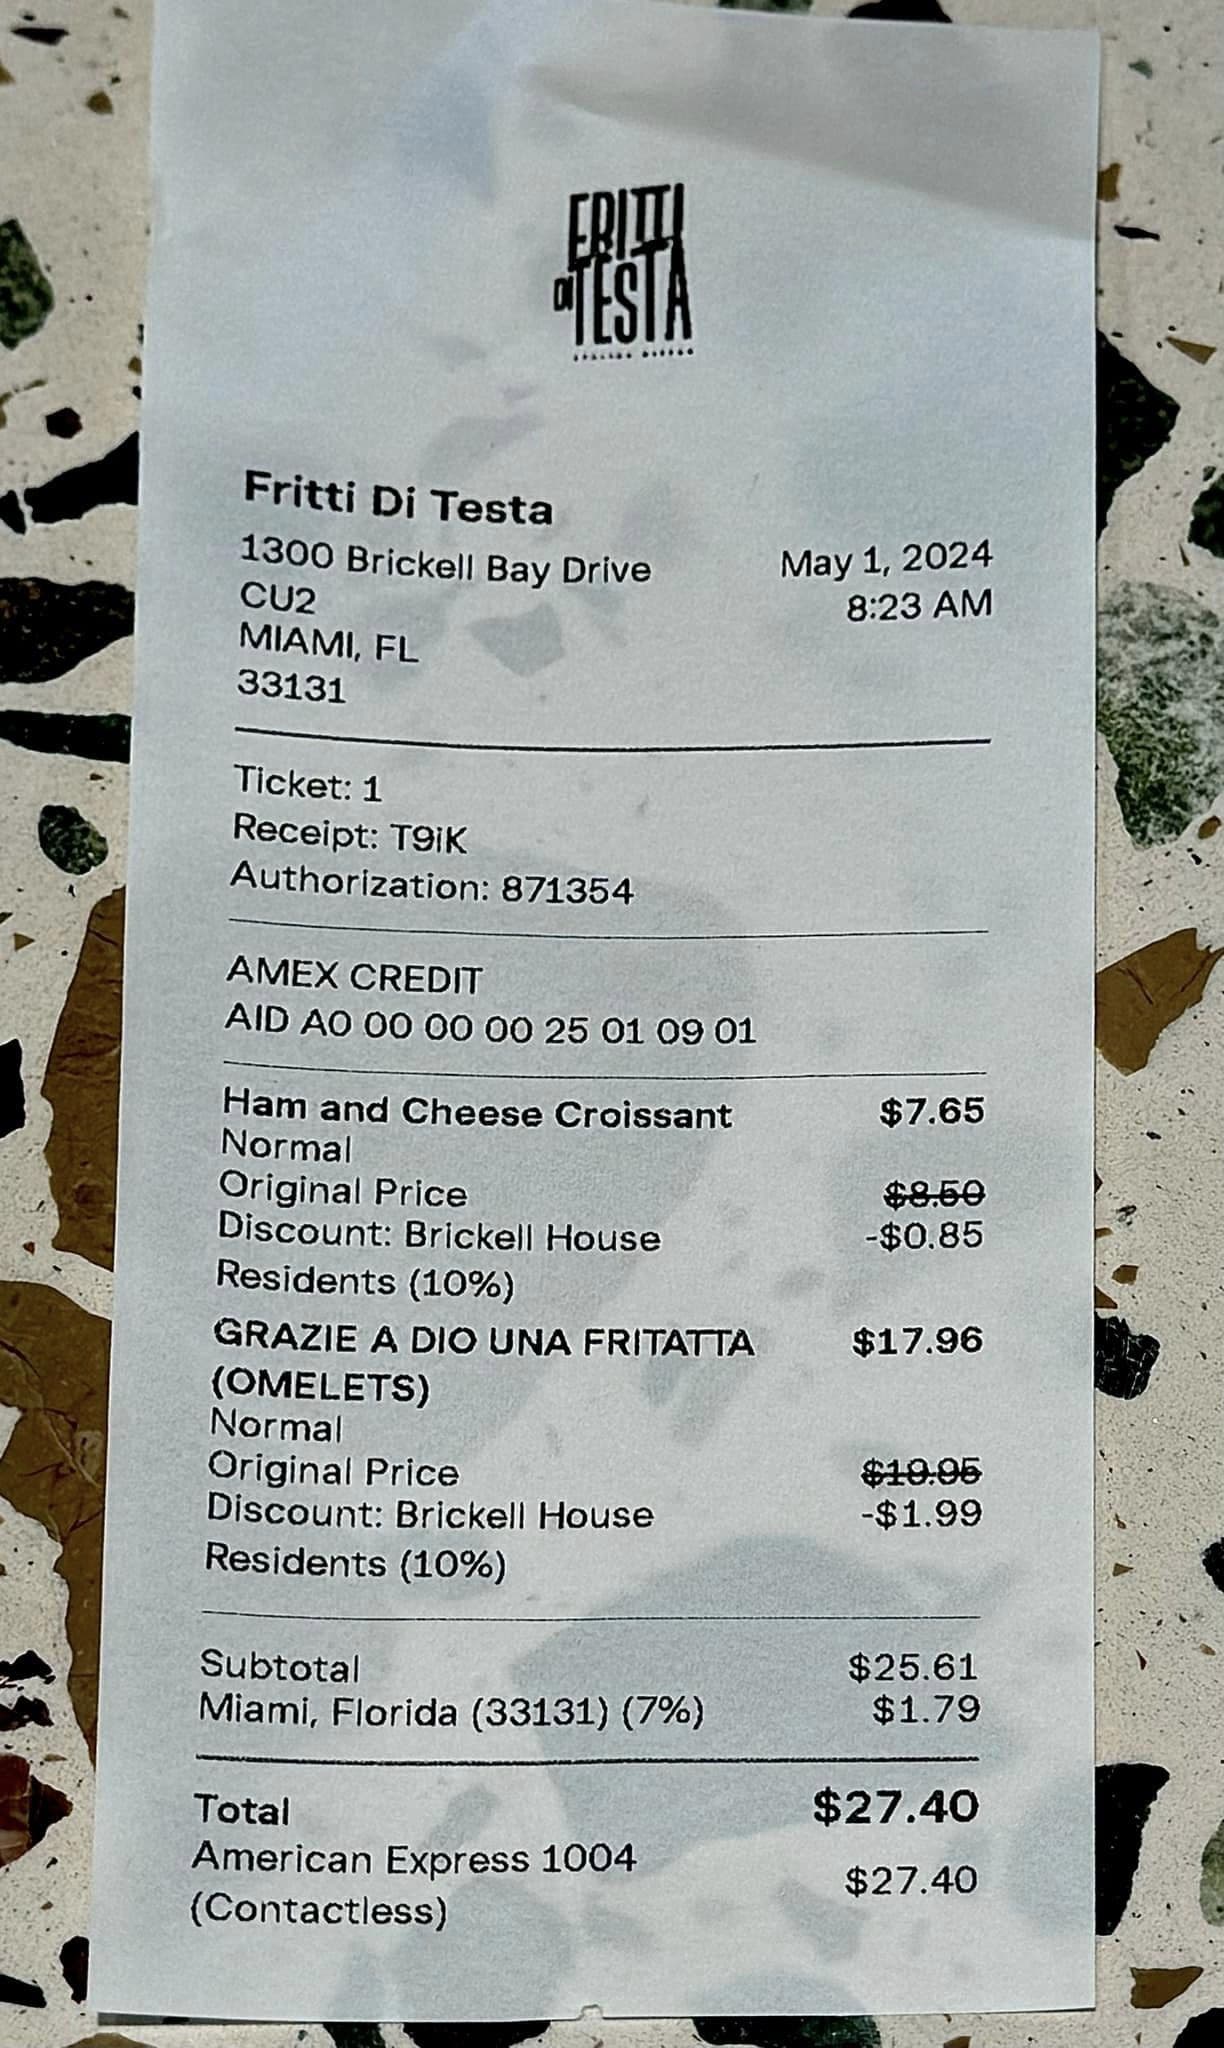 FRITTI
DI TESTA
Fritti Di Testa
1300 Brickell Bay Drive
CU2
MIAMI, FL
33131
May 1, 2024
8:23 AM
Ticket: 1
Receipt: T9iK
Authorization: 871354
AMEX CREDIT
AID A0 00 00 00 25 01 09 01
Ham and Cheese Croissant $7.65
Normal
Original Price $8.50
Discount: Brickell House -$0.85
Residents (10%)
GRAZIE A DIO UNA FRITATTA $17.96
(OMELETS)
Normal
Original Price $19.95
Discount: Brickell House -$1.99
Residents (10%)
Subtotal $25.61
Miami, Florida (33131) (7%) $1.79
Total $27.40
American Express 1004 $27.40
(Contactless)